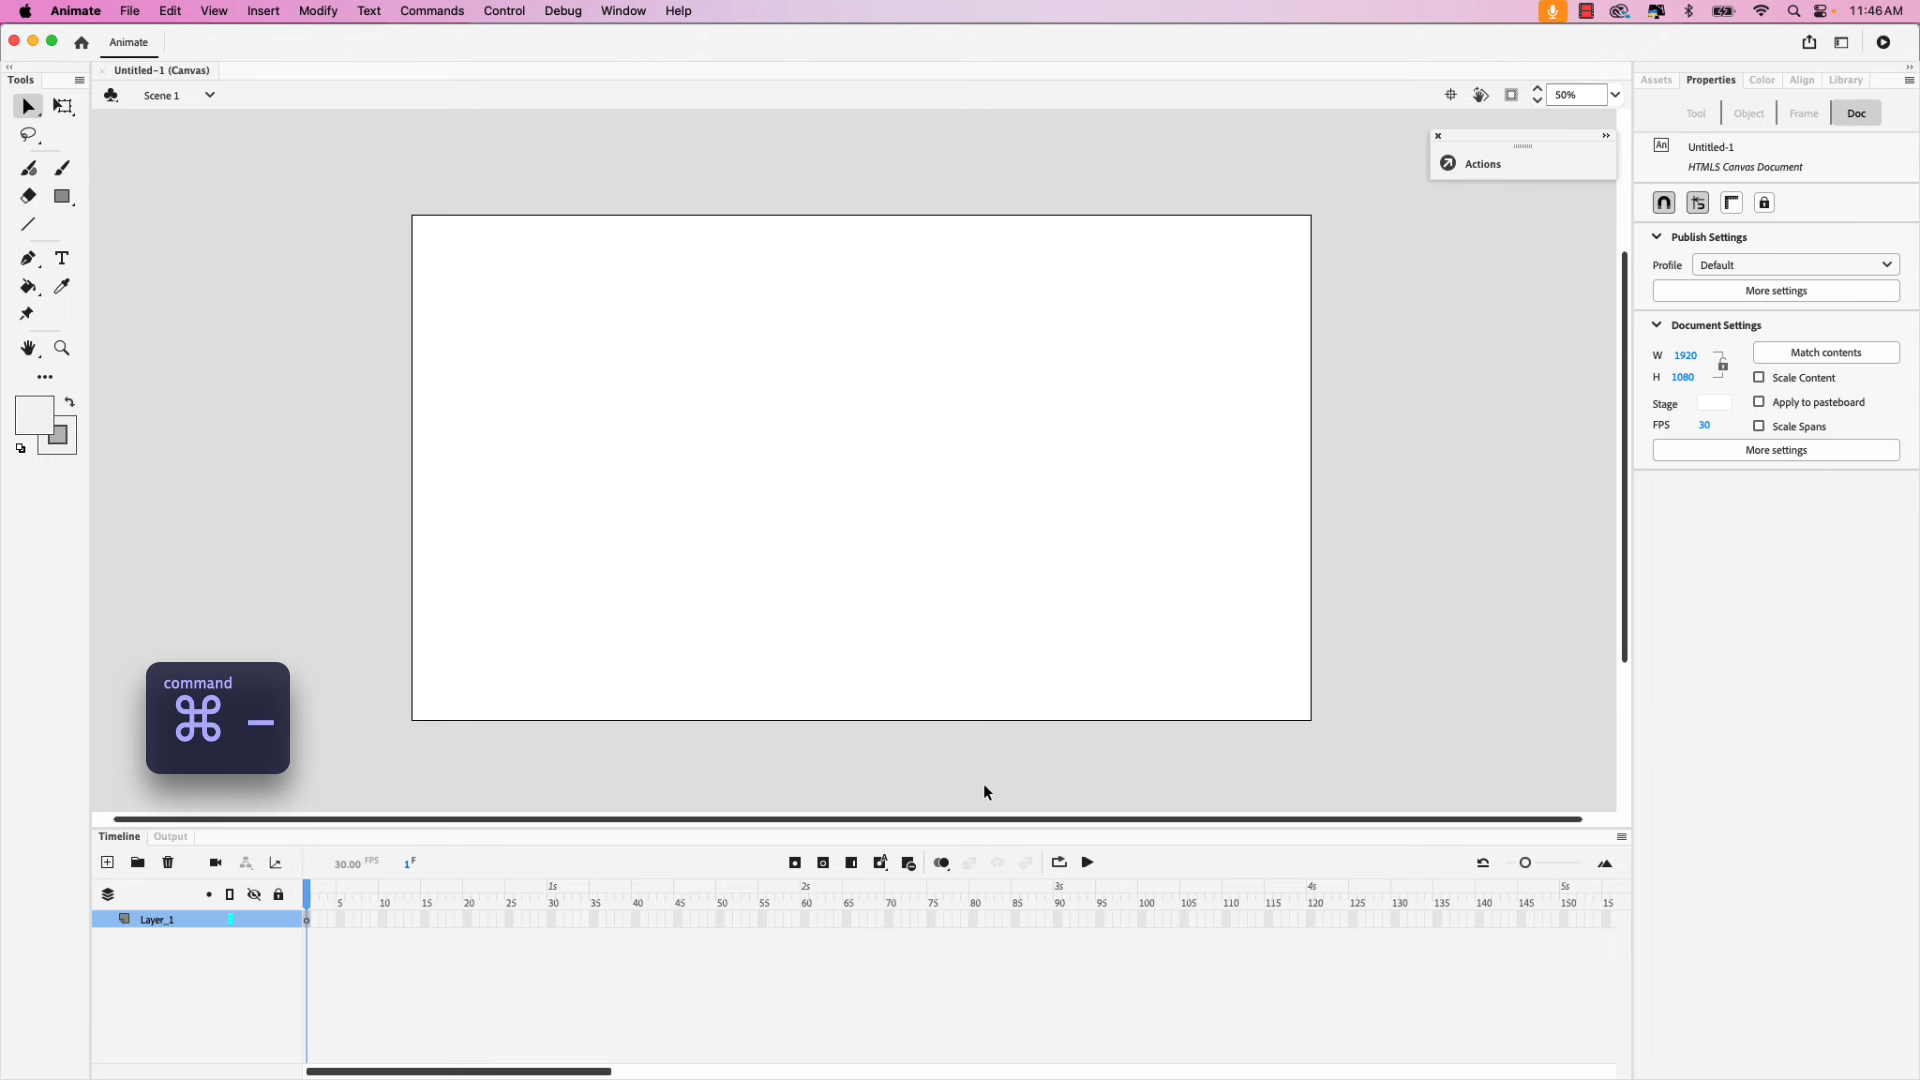 Animate File Edit View Insert Modify Text Commands Control Debug Window Help 11:46AM
Animate
Tools
Untitled-1 (Canvas)
Scene 1
50%
Actions
Assets Properties Color Align Library
Tool Object Frame Doc
An
Untitled-1
HTML5 Canvas Document
Publish Settings
Profile Default
More settings
Document Settings
W 1920
Match contents
H 1080
Scale Content
Stage
Apply to pasteboard
FPS 30
Scale Spans
More settings
command
⌘ –
Timeline Output
30.00 FPS 1 F
1s 2s 3s 4s 5s
5 10 15 20 25 30 35 40 45 50 55 60 65 70 75 80 85 90 95 100 105 110 115 120 125 130 135 140 145 150 15
Layer_1